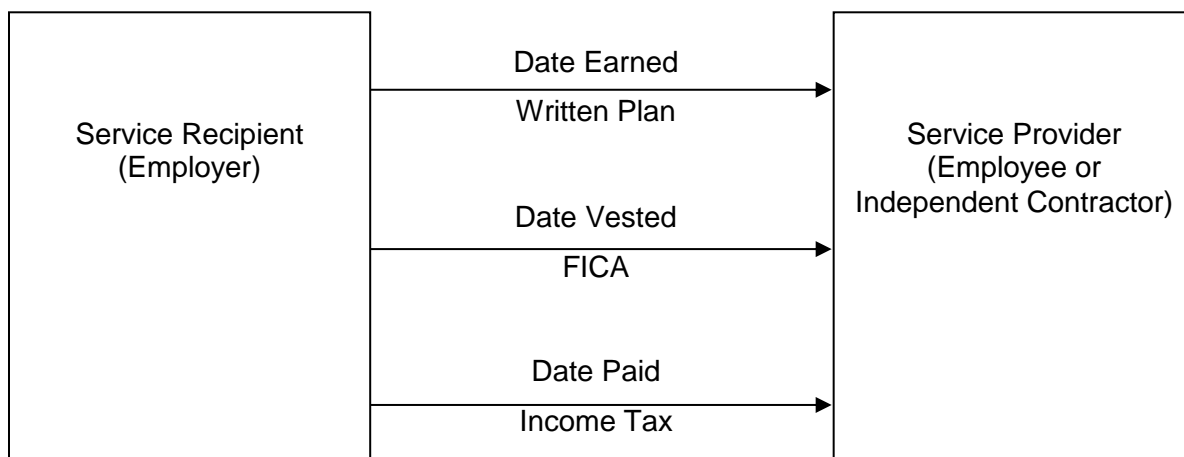 Service Recipient
(Employer)
Date Earned
Written Plan
Date Vested
FICA
Date Paid
Income Tax
Service Provider
(Employee or
Independent Contractor)